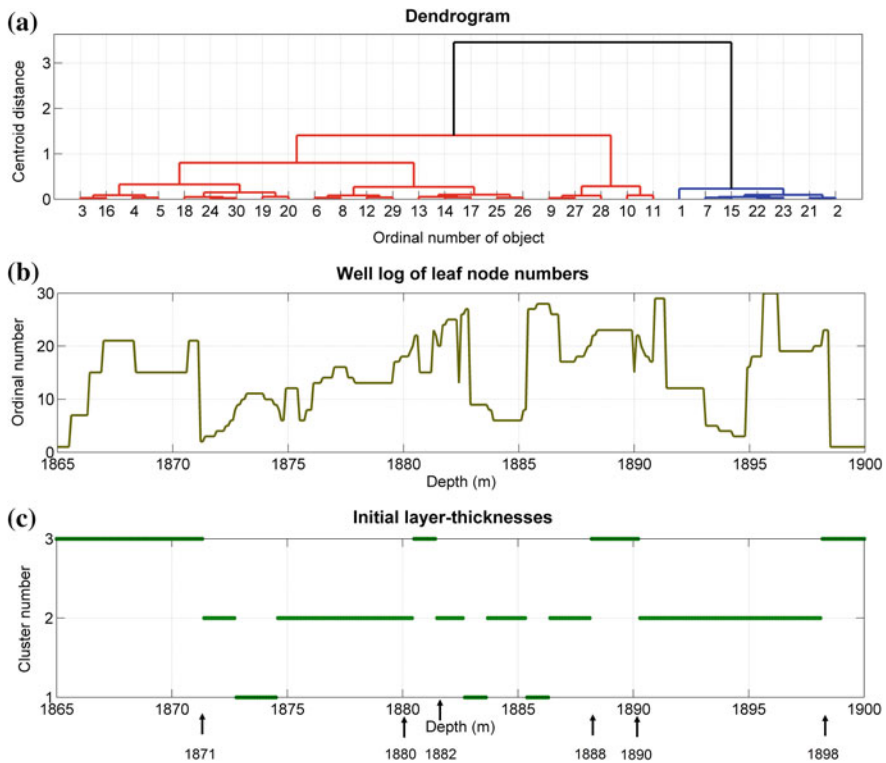 (a)
Dendrogram
Centroid distance
3
2
1
0
3 16 4 5 18 24 30 19 20 6 8 12 29 13 14 17 25 26 9 27 28 10 11 1 7 15 22 23 21 2
Ordinal number of object
(b)
Well log of leaf node numbers
Ordinal number
30
20
10
0
1865 1870 1875 1880 1885 1890 1895 1900
Depth (m)
(c)
Initial layer-thicknesses
Cluster number
3
2
1
1865 1870 1875 1880 1885 1890 1895 1900
Depth (m)
1871 1880 1882 1888 1890 1898